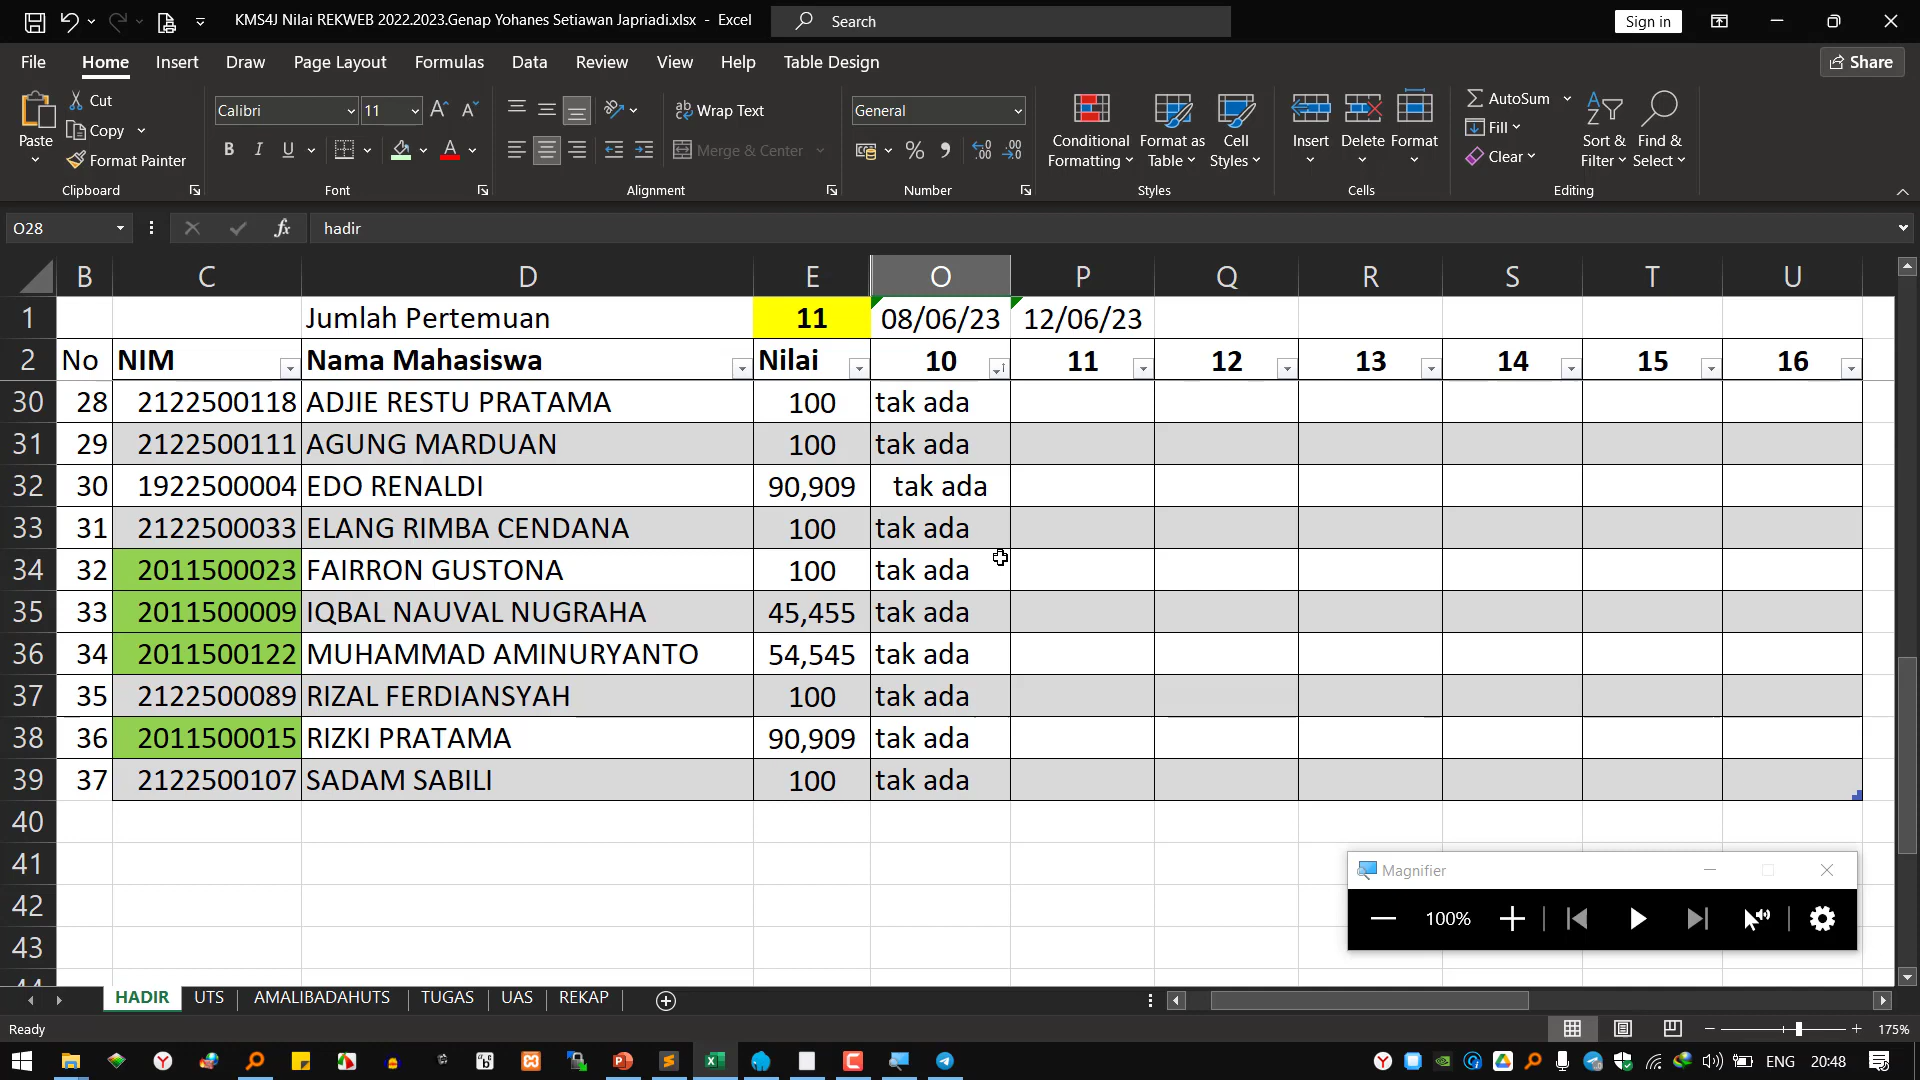 KMS4J Nilai REKWEB 2022.2023.Genap Yohanes Setiawan Japriadi.xlsx - Excel
Search
Sign in
File Home Insert Draw Page Layout Formulas Data Review View Help Table Design
Share
Paste
Cut
Copy
Format Painter
Clipboard
Calibri 11
B I U
Font
Wrap Text
Merge & Center
Alignment
General
Number
Conditional Formatting
Format as Table
Cell Styles
Styles
Insert Delete Format
Cells
AutoSum
Fill
Clear
Sort & Filter
Find & Select
Editing
O28
fx
hadir
B C D E O P Q R S T U
1 Jumlah Pertemuan 11 08/06/23 12/06/23
2 No NIM Nama Mahasiswa Nilai 10 11 12 13 14 15 16
30 28 2122500118 ADJIE RESTU PRATAMA 100 tak ada
31 29 2122500111 AGUNG MARDUAN 100 tak ada
32 30 1922500004 EDO RENALDI 90,909 tak ada
33 31 2122500033 ELANG RIMBA CENDANA 100 tak ada
34 32 2011500023 FAIRRON GUSTONA 100 tak ada
35 33 2011500009 IQBAL NAUVAL NUGRAHA 45,455 tak ada
36 34 2011500122 MUHAMMAD AMINURYANTO 54,545 tak ada
37 35 2122500089 RIZAL FERDIANSYAH 100 tak ada
38 36 2011500015 RIZKI PRATAMA 90,909 tak ada
39 37 2122500107 SADAM SABILI 100 tak ada
40
41
42
43
44
Magnifier
100%
HADIR UTS AMALIBADAHUTS TUGAS UAS REKAP
Ready
175%
ENG 20:48